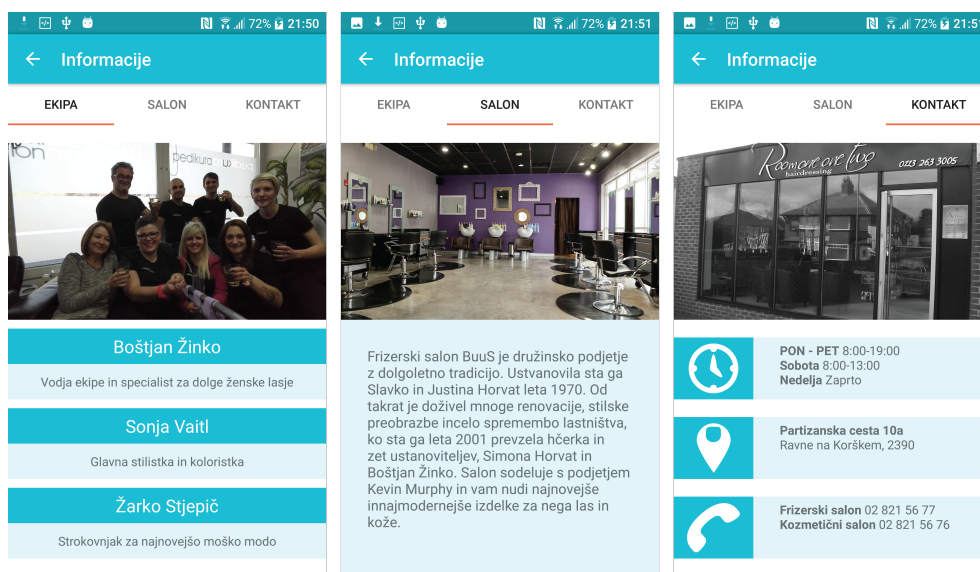 72% 21:50
Informacije
EKIPA SALON KONTAKT
pedikura
Boštjan Žinko
Vodja ekipe in specialist za dolge ženske lasje
Sonja Vaitl
Glavna stilistka in koloristka
Žarko Stjepič
Strokovnjak za najnovejšo moško modo
72% 21:51
Informacije
EKIPA SALON KONTAKT
Frizerski salon BuuS je družinsko podjetje
z dolgoletno tradicijo. Ustvanovila sta ga
Slavko in Justina Horvat leta 1970. Od
takrat je doživel mnoge renovacije, stilske
preobrazbe incelo spremembo lastništva,
ko sta ga leta 2001 prevzela hčerka in
zet ustanoviteljev, Simona Horvat in
Boštjan Žinko. Salon sodeluje s podjetjem
Kevin Murphy in vam nudi najnovejše
innajmodernejše izdelke za nega las in
kože.
72% 21:51
Informacije
EKIPA SALON KONTAKT
Room one one two
hairdressing
0113 263 3005
PON - PET 8:00-19:00
Sobota 8:00-13:00
Nedelja Zaprto
Partizanska cesta 10a
Ravne na Korškem, 2390
Frizerski salon 02 821 56 77
Kozmetični salon 02 821 56 76